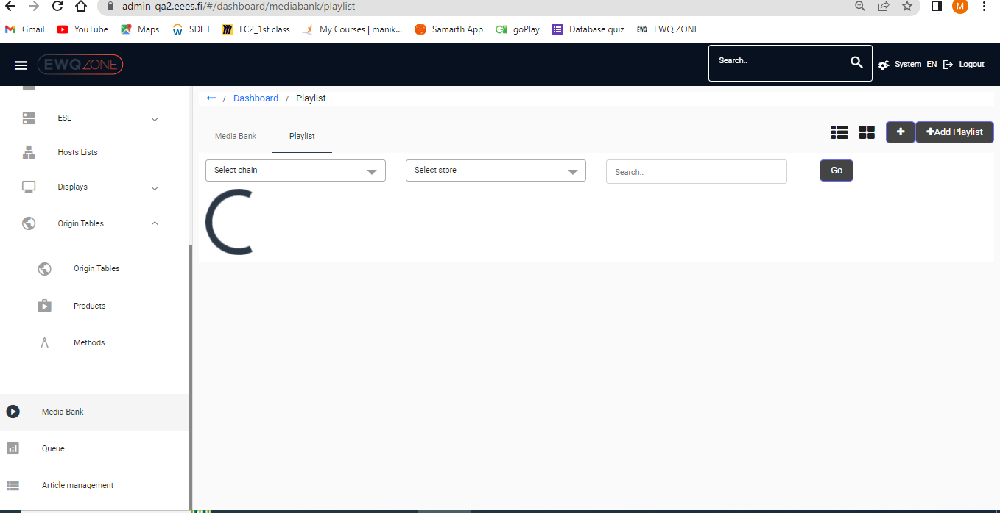 admin-qa2.eees.fi/#/dashboard/mediabank/playlist
M
Gmail YouTube Maps SDE I EC2_1st class My Courses | manik... Samarth App goPlay Database quiz EWQ EWQ ZONE
EWQZONE Search.. System EN Logout
← / Dashboard / Playlist
ESL
Hosts Lists
Displays
Origin Tables
Origin Tables
Products
Methods
Media Bank
Queue
Article management
Media Bank Playlist + +Add Playlist
Select chain Select store Search.. Go